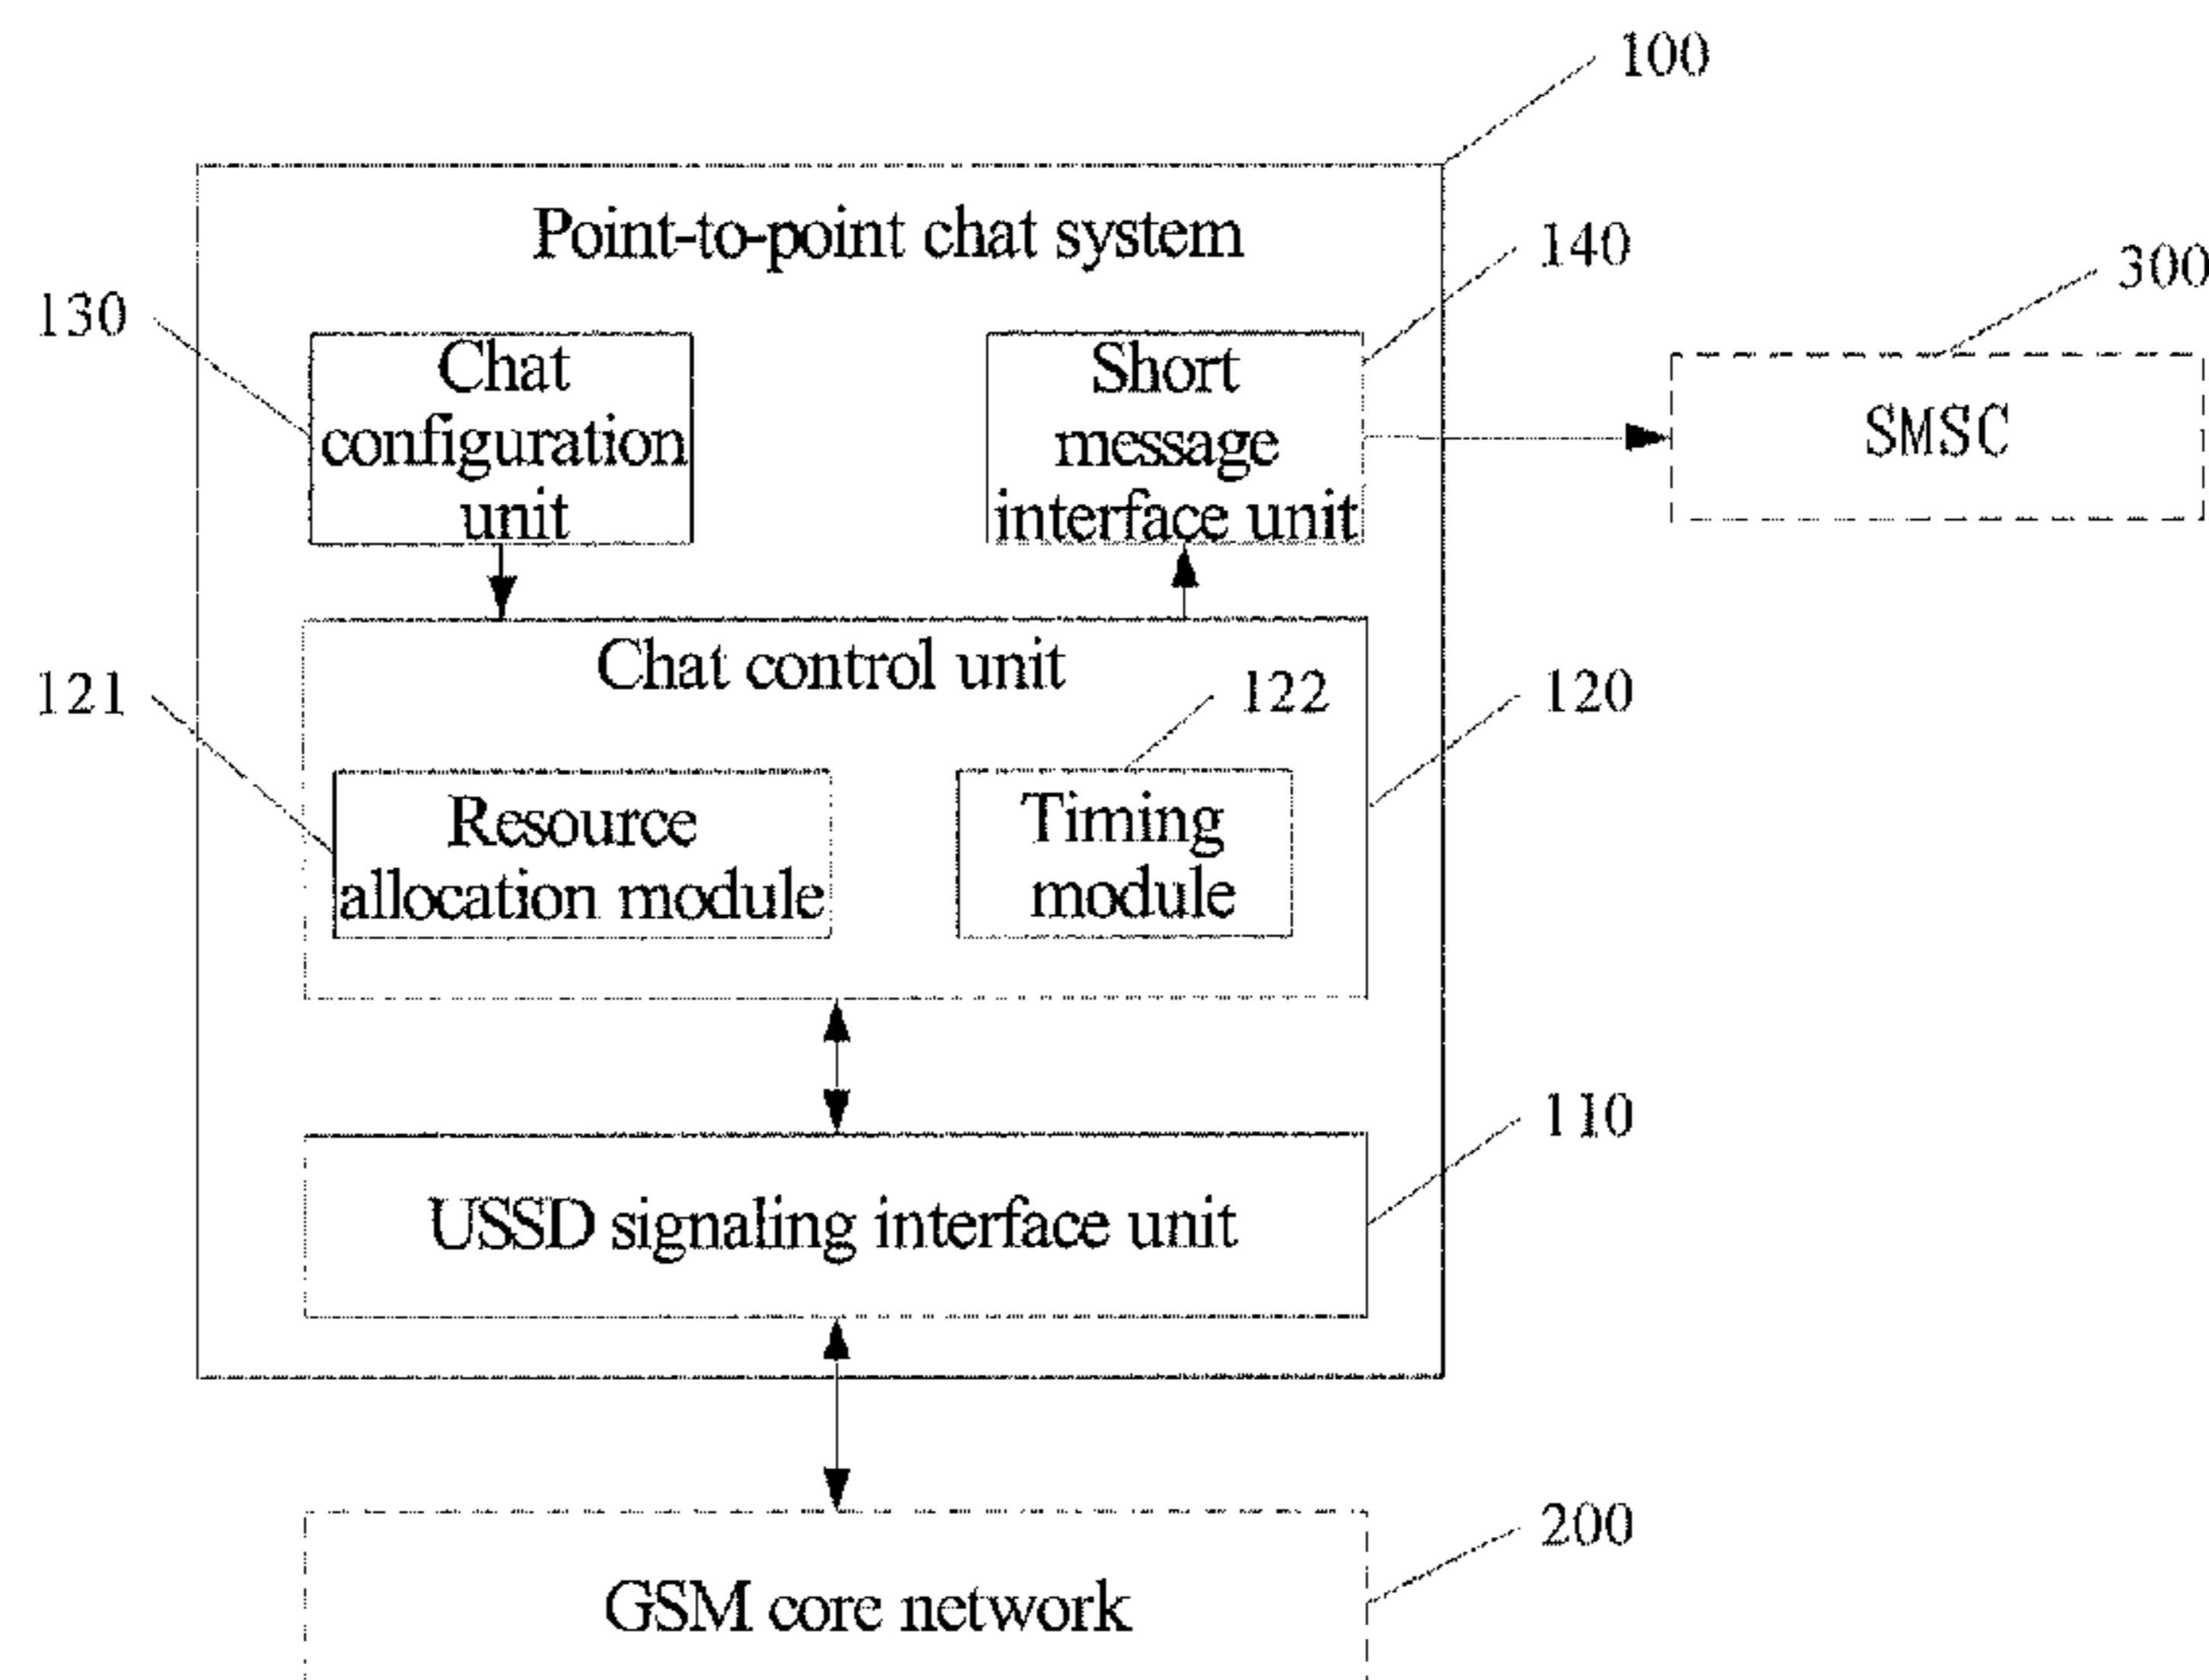 100
Point-to-point chat system
140
300
130
Chat
configuration
unit
Short
message
interface unit
SMSC
Chat control unit
121
122
120
Resource
allocation module
Timing
module
110
USSD signaling interface unit
200
GSM core network